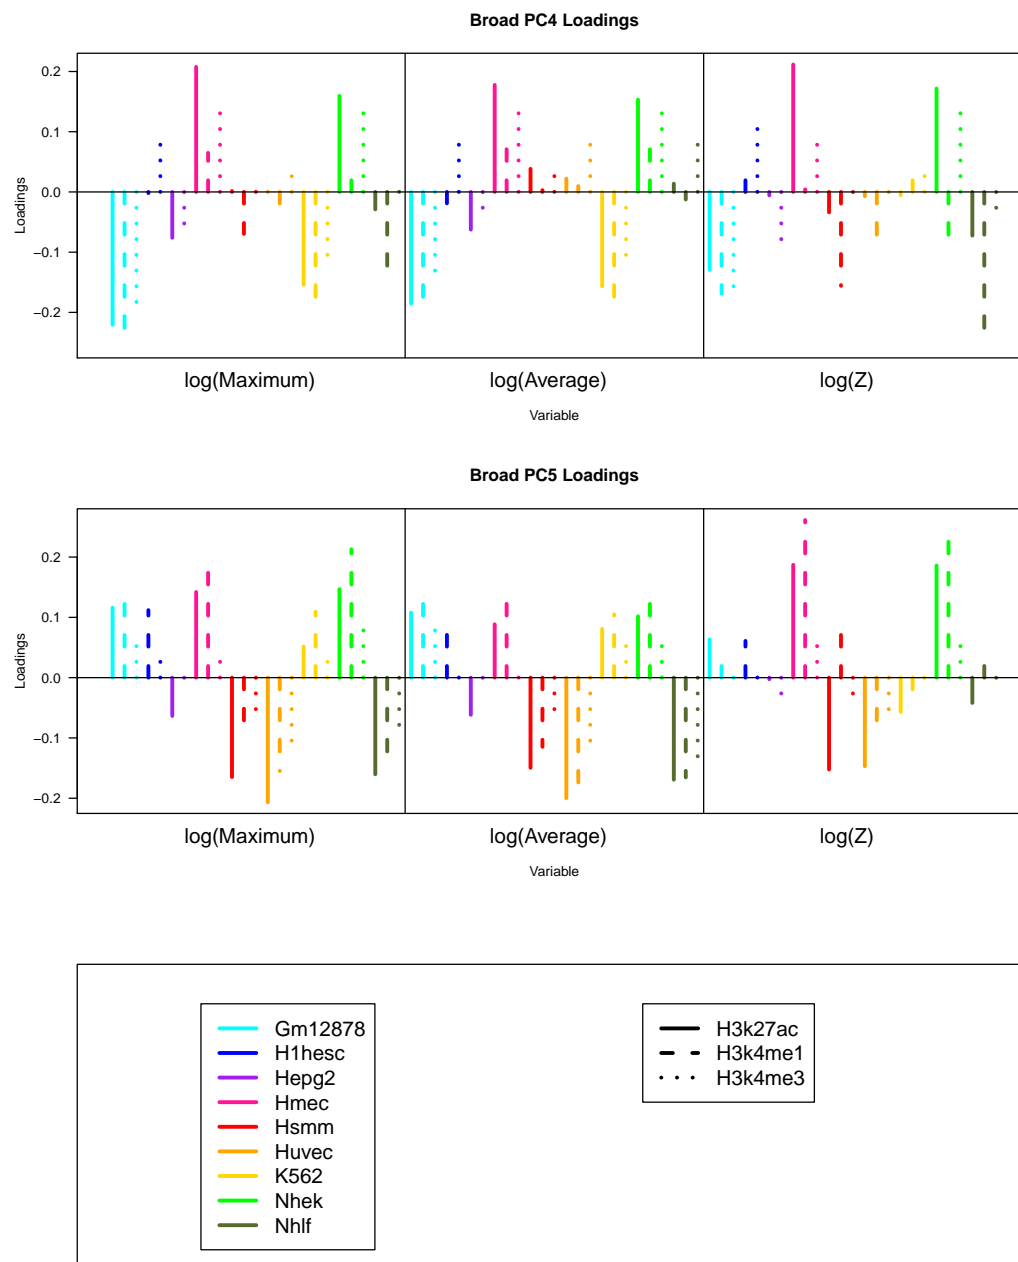 Broad PC4 Loadings
Loadings
0.2
0.1
0.0
−0.1
−0.2
log(Maximum) log(Average) log(Z)
Variable
Broad PC5 Loadings
Loadings
0.2
0.1
0.0
−0.1
−0.2
log(Maximum) log(Average) log(Z)
Variable
Gm12878
H1hesc
Hepg2
Hmec
Hsmm
Huvec
K562
Nhek
Nhlf
H3k27ac
H3k4me1
H3k4me3